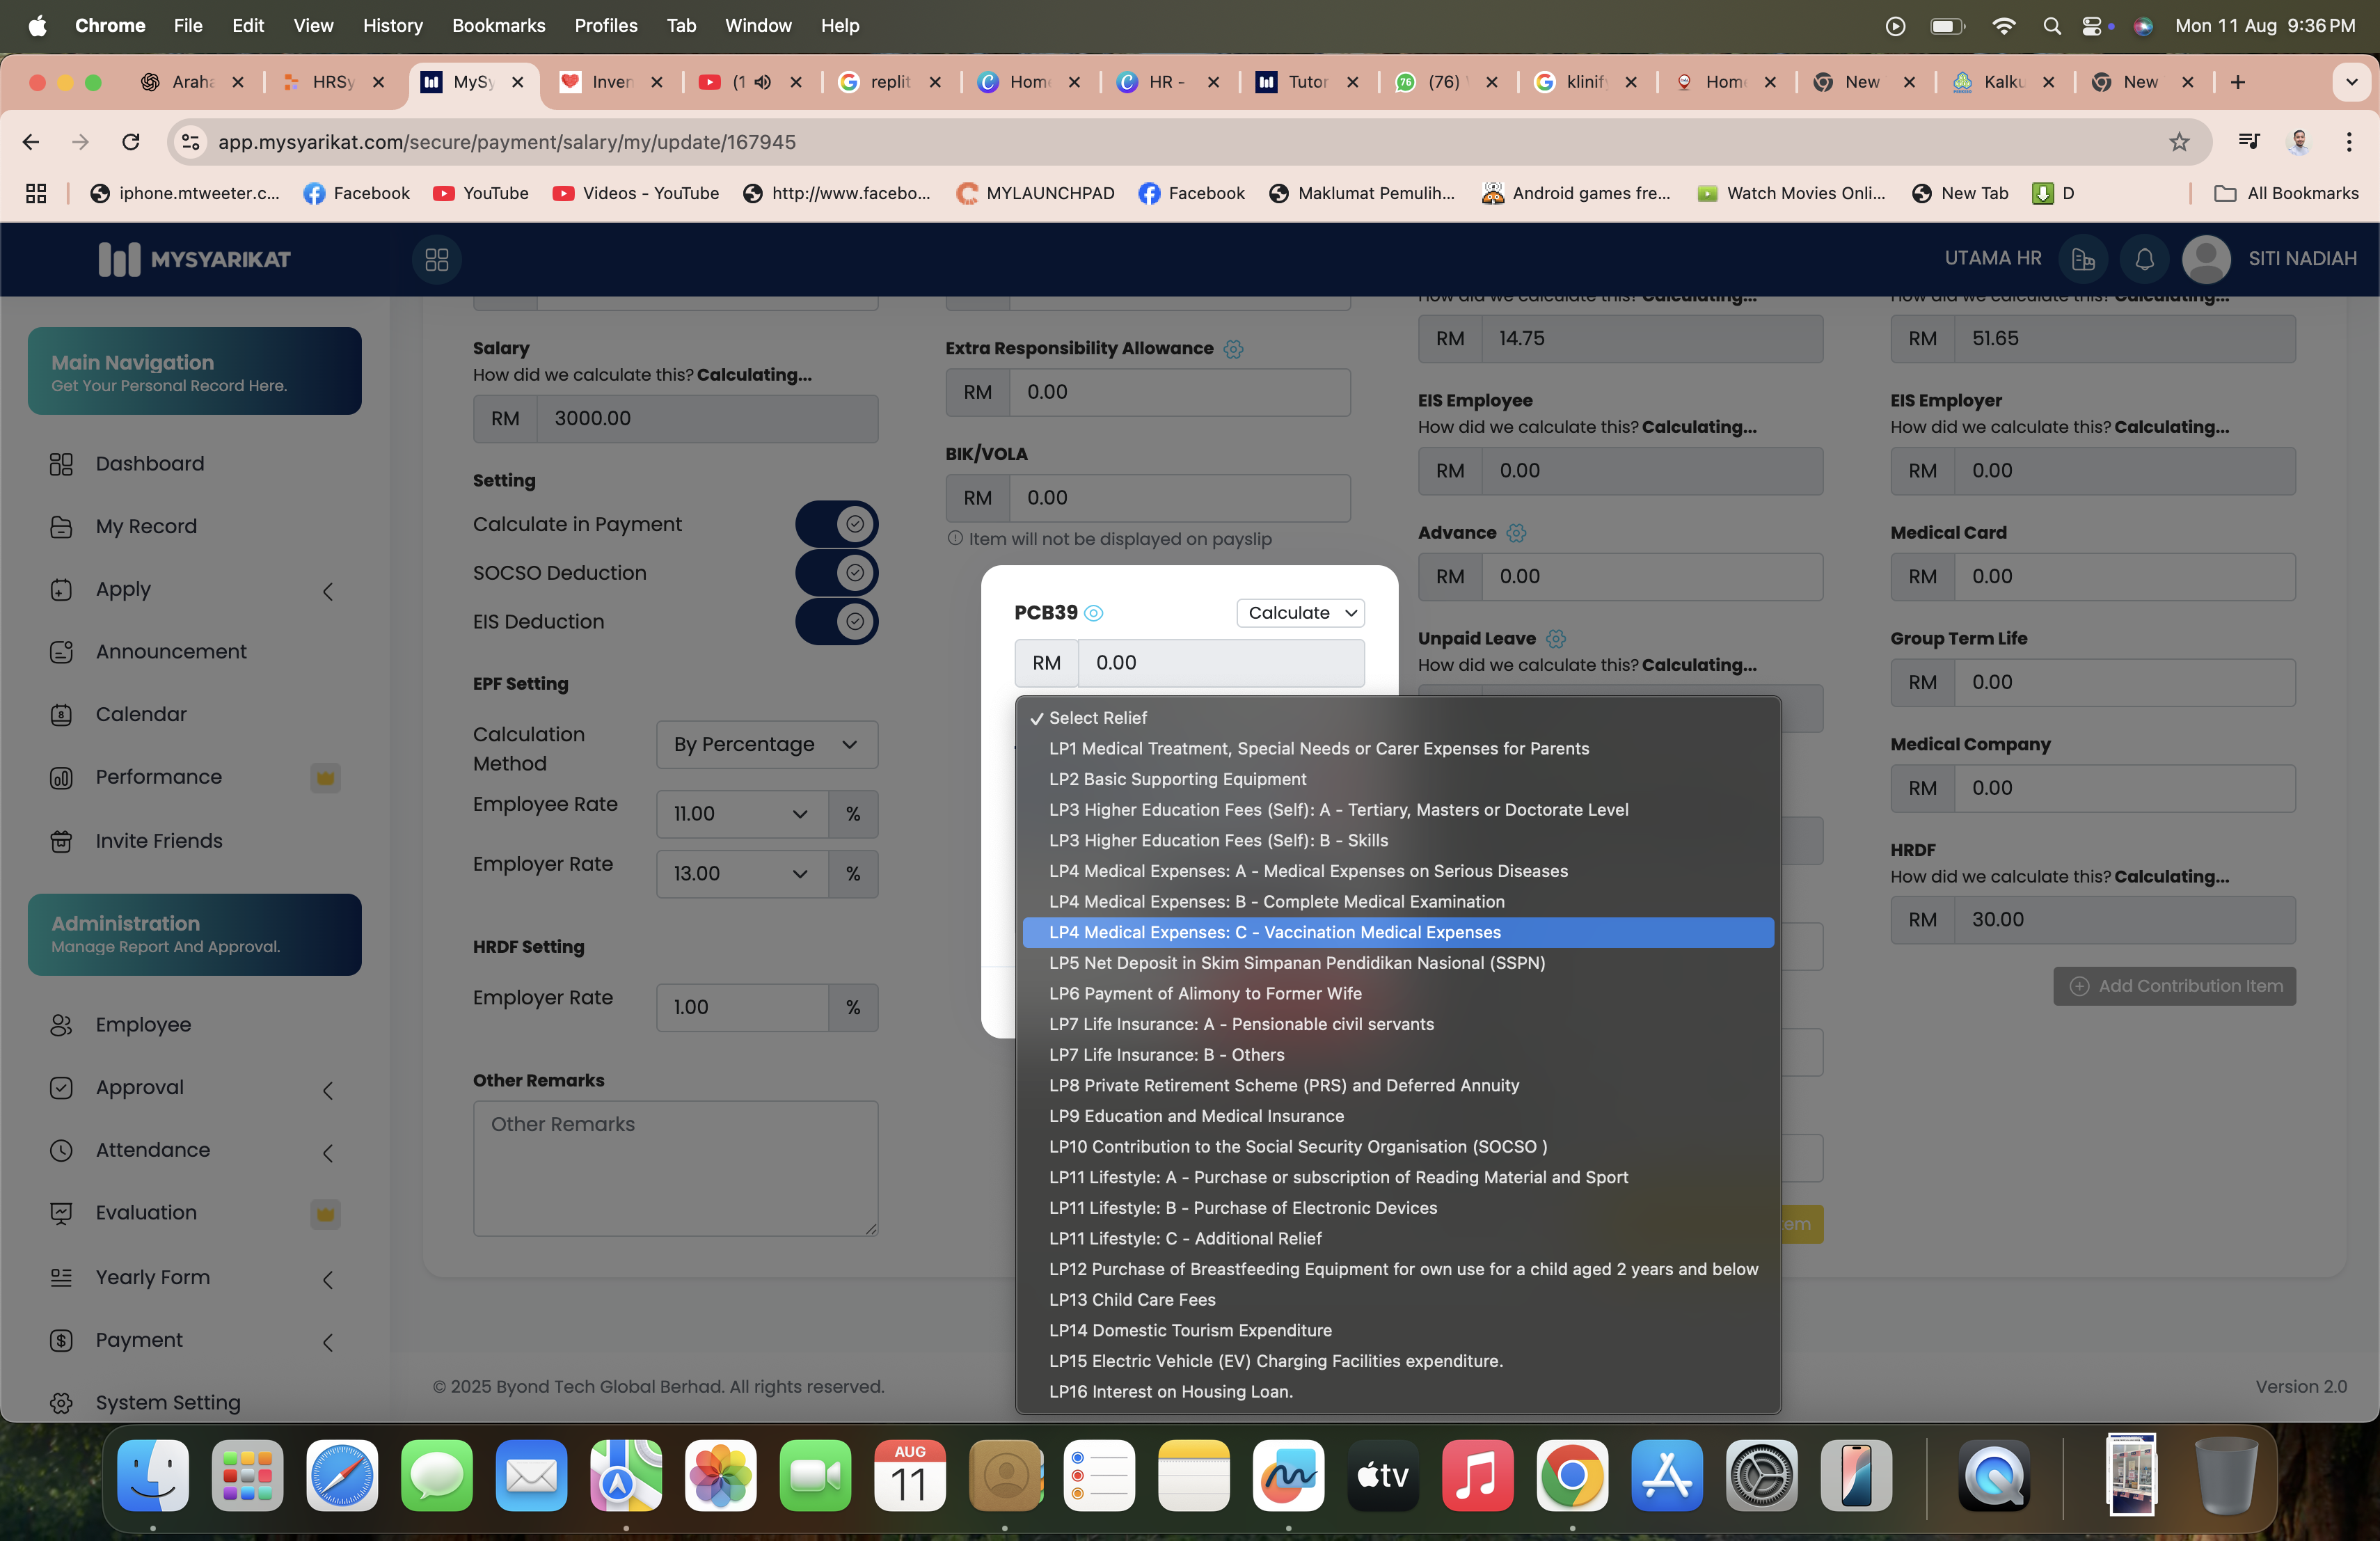 Chrome File Edit View History Bookmarks Profiles Tab Window Help
Mon 11 Aug 9:36 PM
Araha
HRSy
MySy
Inven
(1
replit
Home
HR -
Tutor
76
(76)
klinif
Home
New
Kalku
New
app.mysyarikat.com/secure/payment/salary/my/update/167945
iphone.mtweeter.c...
Facebook
YouTube
Videos - YouTube
http://www.facebo...
MYLAUNCHPAD
Facebook
Maklumat Pemulih...
Android games fre...
Watch Movies Onli...
New Tab
D
All Bookmarks
MYSYARIKAT
UTAMA HR
SITI NADIAH
Main Navigation
Get Your Personal Record Here.
Dashboard
My Record
Apply
Announcement
8
Calendar
Performance
Invite Friends
Administration
Manage Report And Approval.
Employee
Approval
Attendance
Evaluation
Yearly Form
Payment
System Setting
Salary
How did we calculate this? Calculating...
RM 3000.00
Setting
Calculate in Payment
SOCSO Deduction
EIS Deduction
EPF Setting
Calculation
Method
By Percentage
Employee Rate 11.00 %
Employer Rate 13.00 %
HRDF Setting
Employer Rate 1.00 %
Other Remarks
Other Remarks
Extra Responsibility Allowance
RM 0.00
BIK/VOLA
RM 0.00
Item will not be displayed on payslip
PCB39
Calculate
RM 0.00
Select Relief
LP1 Medical Treatment, Special Needs or Carer Expenses for Parents
LP2 Basic Supporting Equipment
LP3 Higher Education Fees (Self): A - Tertiary, Masters or Doctorate Level
LP3 Higher Education Fees (Self): B - Skills
LP4 Medical Expenses: A - Medical Expenses on Serious Diseases
LP4 Medical Expenses: B - Complete Medical Examination
LP4 Medical Expenses: C - Vaccination Medical Expenses
LP5 Net Deposit in Skim Simpanan Pendidikan Nasional (SSPN)
LP6 Payment of Alimony to Former Wife
LP7 Life Insurance: A - Pensionable civil servants
LP7 Life Insurance: B - Others
LP8 Private Retirement Scheme (PRS) and Deferred Annuity
LP9 Education and Medical Insurance
LP10 Contribution to the Social Security Organisation (SOCSO )
LP11 Lifestyle: A - Purchase or subscription of Reading Material and Sport
LP11 Lifestyle: B - Purchase of Electronic Devices
LP11 Lifestyle: C - Additional Relief
LP12 Purchase of Breastfeeding Equipment for own use for a child aged 2 years and below
LP13 Child Care Fees
LP14 Domestic Tourism Expenditure
LP15 Electric Vehicle (EV) Charging Facilities expenditure.
LP16 Interest on Housing Loan.
How did we calculate this? Calculating...
RM 14.75
EIS Employee
How did we calculate this? Calculating...
RM 0.00
Advance
RM 0.00
Unpaid Leave
How did we calculate this? Calculating...
How did we calculate this? Calculating...
RM 51.65
EIS Employer
How did we calculate this? Calculating...
RM 0.00
Medical Card
RM 0.00
Group Term Life
RM 0.00
Medical Company
RM 0.00
HRDF
How did we calculate this? Calculating...
RM 30.00
Add Contribution Item
© 2025 Byond Tech Global Berhad. All rights reserved.
Version 2.0
AUG
11
tv